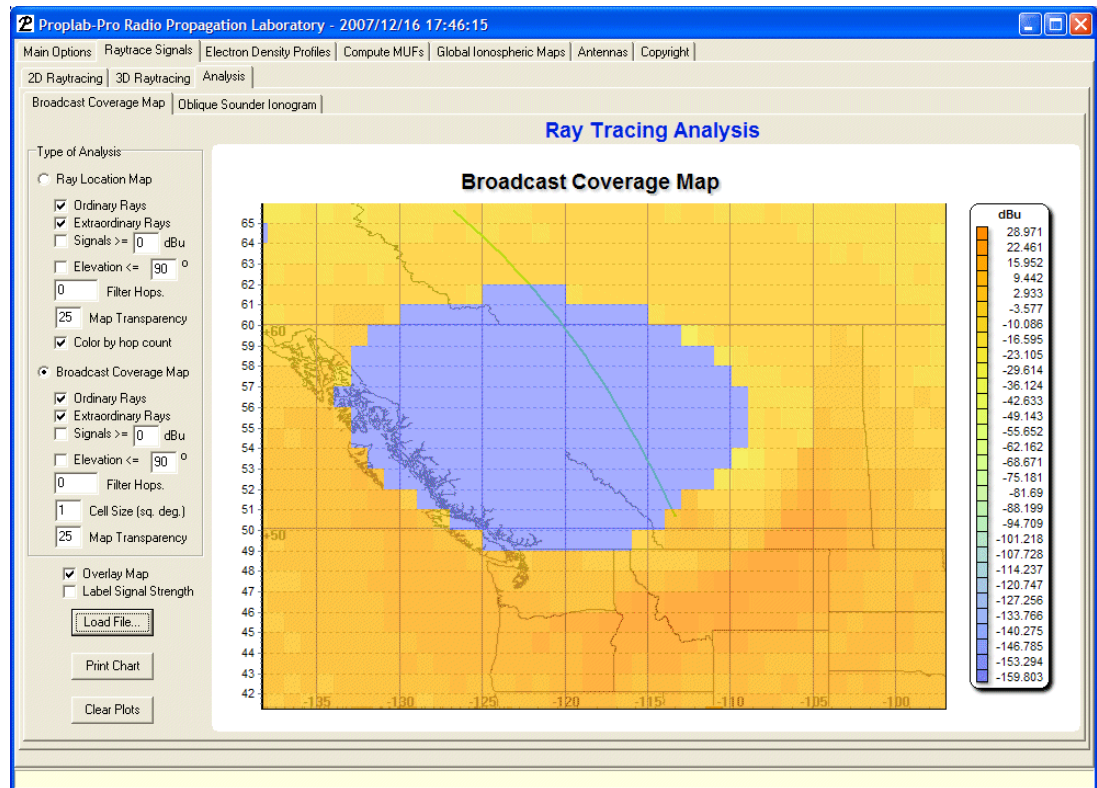 Proplab-Pro Radio Propagation Laboratory - 2007/12/16 17:46:15
Main Options Raytrace Signals Electron Density Profiles Compute MUFs Global Ionospheric Maps Antennas Copyright
2D Raytracing 3D Raytracing Analysis
Broadcast Coverage Map Oblique Sounder Ionogram
Ray Tracing Analysis
Type of Analysis
Ray Location Map
Ordinary Rays
Extraordinary Rays
Signals >= 0 dBu
Elevation <= 90 º
0 Filter Hops.
25 Map Transparency
Color by hop count
Broadcast Coverage Map
Ordinary Rays
Extraordinary Rays
Signals >= 0 dBu
Elevation <= 90 º
0 Filter Hops.
1 Cell Size (sq. deg.)
25 Map Transparency
Overlay Map
Label Signal Strength
Load File...
Print Chart
Clear Plots
Broadcast Coverage Map
65
64
63
62
61
60
59
58
57
56
55
54
53
52
51
50
49
48
47
46
45
44
43
42
+60
+50
-135 -130 -125 -120 -115 -110 -105 -100
dBu
28.971
22.461
15.952
9.442
2.933
-3.577
-10.086
-16.595
-23.105
-29.614
-36.124
-42.633
-49.143
-55.652
-62.162
-68.671
-75.181
-81.69
-88.199
-94.709
-101.218
-107.728
-114.237
-120.747
-127.256
-133.766
-140.275
-146.785
-153.294
-159.803